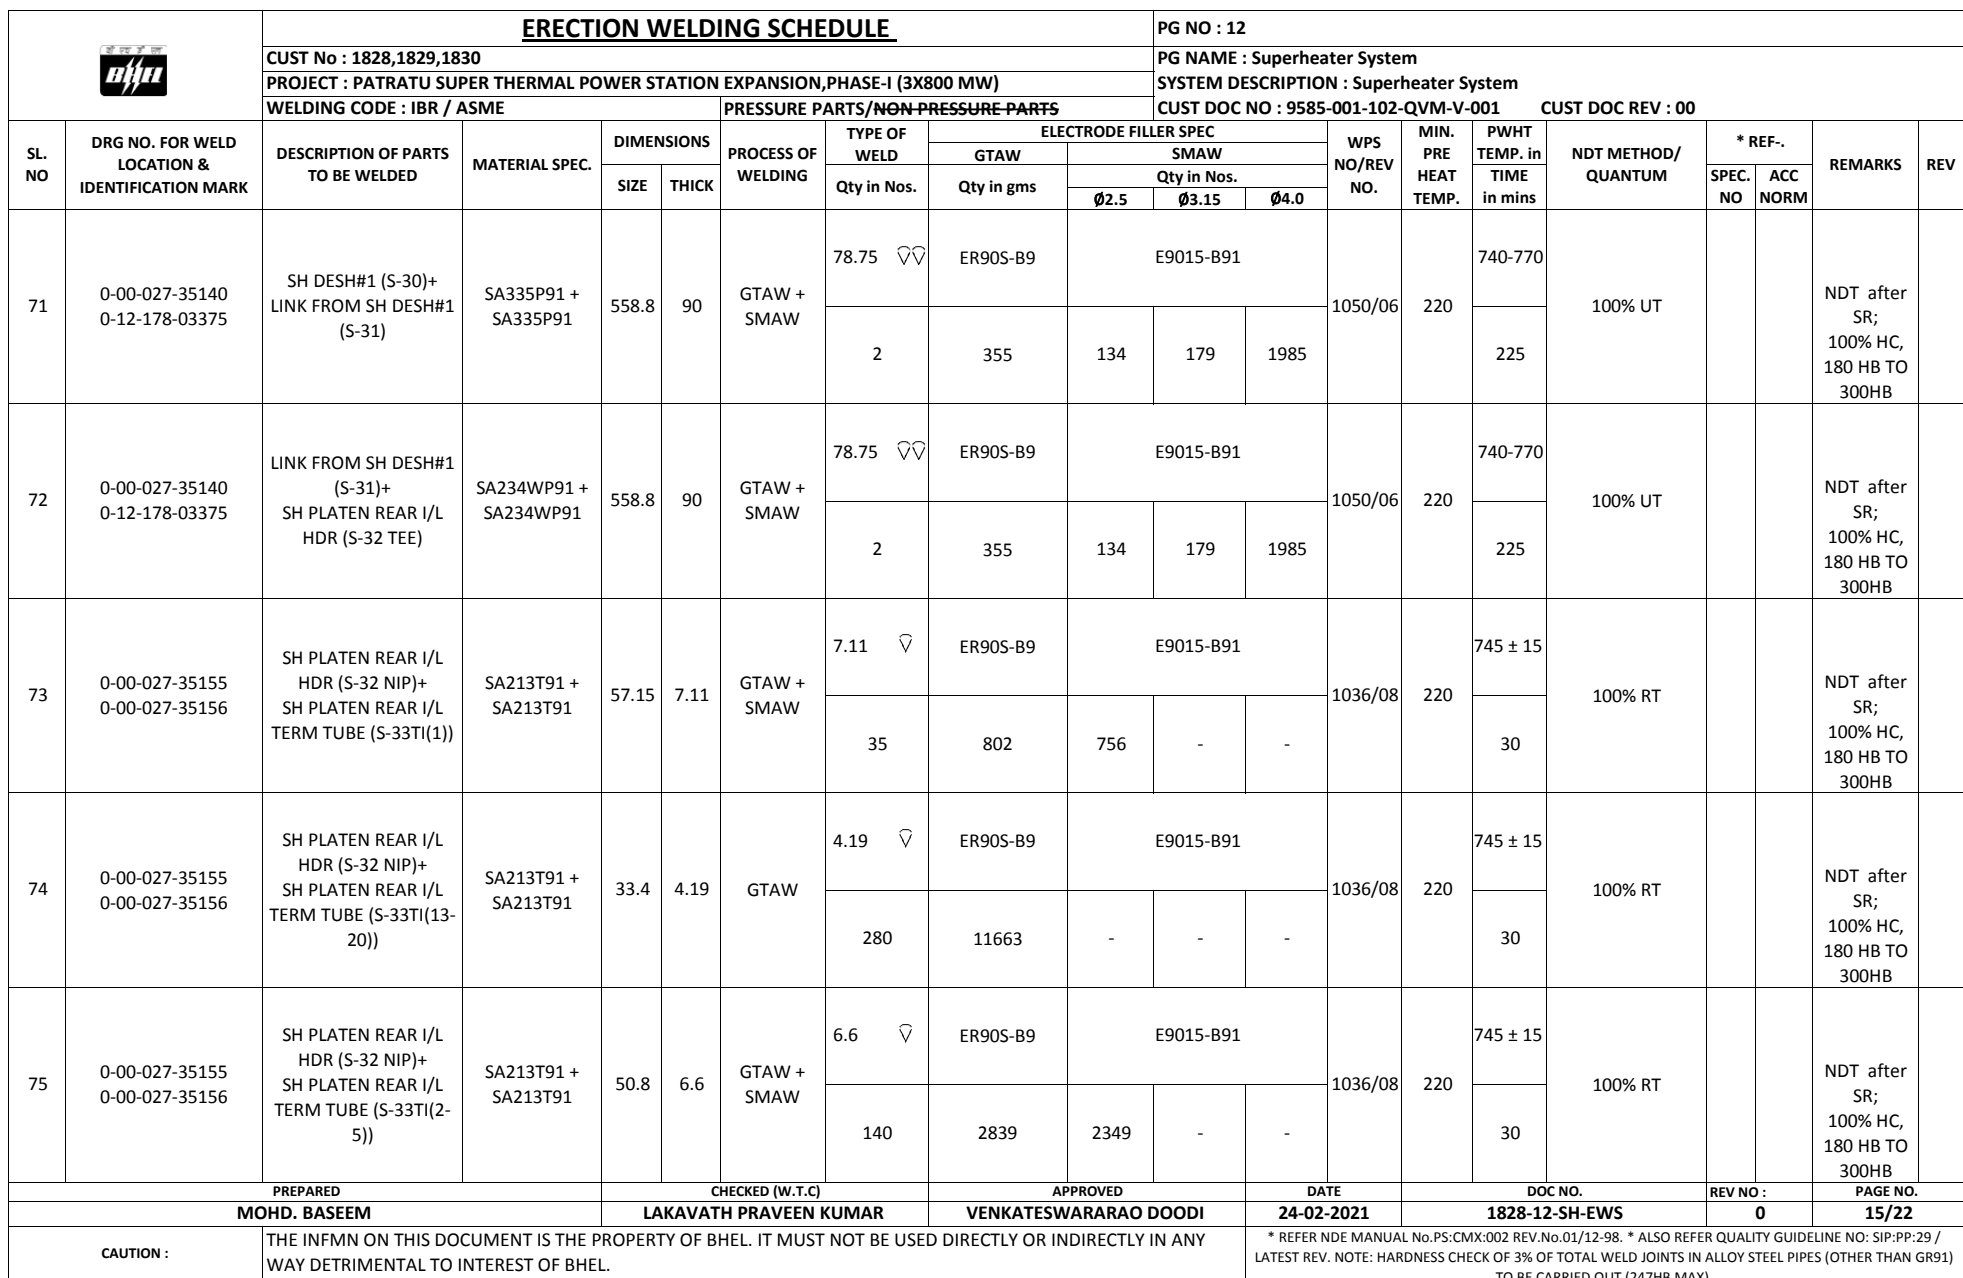 ERECTION WELDING SCHEDULE
PG NO : 12
BHEL
CUST No : 1828,1829,1830
PG NAME : Superheater System
PROJECT : PATRATU SUPER THERMAL POWER STATION EXPANSION,PHASE-I (3X800 MW)
SYSTEM DESCRIPTION : Superheater System
WELDING CODE : IBR / ASME
PRESSURE PARTS/NON PRESSURE PARTS
CUST DOC NO : 9585-001-102-QVM-V-001 CUST DOC REV : 00
SL. NO
DRG NO. FOR WELD
LOCATION &
IDENTIFICATION MARK
DESCRIPTION OF PARTS
TO BE WELDED
MATERIAL SPEC.
DIMENSIONS
SIZE THICK
PROCESS OF
WELDING
TYPE OF
WELD
Qty in Nos.
ELECTRODE FILLER SPEC
GTAW
Qty in gms
SMAW
Qty in Nos.
Ø2.5 Ø3.15 Ø4.0
WPS
NO/REV
NO.
MIN.
PRE
HEAT
TEMP.
PWHT
TEMP. in
TIME
in mins
NDT METHOD/
QUANTUM
* REF-.
SPEC.
NO
ACC
NORM
REMARKS
REV
71
0-00-027-35140
0-12-178-03375
SH DESH#1 (S-30)+
LINK FROM SH DESH#1
(S-31)
SA335P91 +
SA335P91
558.8
90
GTAW +
SMAW
78.75
2
ER90S-B9
355
E9015-B91
134 179 1985
1050/06
220
740-770
225
100% UT
NDT after
SR;
100% HC,
180 HB TO
300HB
72
0-00-027-35140
0-12-178-03375
LINK FROM SH DESH#1
(S-31)+
SH PLATEN REAR I/L
HDR (S-32 TEE)
SA234WP91 +
SA234WP91
558.8
90
GTAW +
SMAW
78.75
2
ER90S-B9
355
E9015-B91
134 179 1985
1050/06
220
740-770
225
100% UT
NDT after
SR;
100% HC,
180 HB TO
300HB
73
0-00-027-35155
0-00-027-35156
SH PLATEN REAR I/L
HDR (S-32 NIP)+
SH PLATEN REAR I/L
TERM TUBE (S-33TI(1))
SA213T91 +
SA213T91
57.15
7.11
GTAW +
SMAW
7.11
35
ER90S-B9
802
E9015-B91
756 - -
1036/08
220
745 ± 15
30
100% RT
NDT after
SR;
100% HC,
180 HB TO
300HB
74
0-00-027-35155
0-00-027-35156
SH PLATEN REAR I/L
HDR (S-32 NIP)+
SH PLATEN REAR I/L
TERM TUBE (S-33TI(13-
20))
SA213T91 +
SA213T91
33.4
4.19
GTAW
4.19
280
ER90S-B9
11663
E9015-B91
- - -
1036/08
220
745 ± 15
30
100% RT
NDT after
SR;
100% HC,
180 HB TO
300HB
75
0-00-027-35155
0-00-027-35156
SH PLATEN REAR I/L
HDR (S-32 NIP)+
SH PLATEN REAR I/L
TERM TUBE (S-33TI(2-
5))
SA213T91 +
SA213T91
50.8
6.6
GTAW +
SMAW
6.6
140
ER90S-B9
2839
E9015-B91
2349 - -
1036/08
220
745 ± 15
30
100% RT
NDT after
SR;
100% HC,
180 HB TO
300HB
PREPARED CHECKED (W.T.C) APPROVED DATE DOC NO. REV NO : PAGE NO.
MOHD. BASEEM LAKAVATH PRAVEEN KUMAR VENKATESWARARAO DOODI 24-02-2021 1828-12-SH-EWS 0 15/22
CAUTION :
THE INFMN ON THIS DOCUMENT IS THE PROPERTY OF BHEL. IT MUST NOT BE USED DIRECTLY OR INDIRECTLY IN ANY
WAY DETRIMENTAL TO INTEREST OF BHEL.
* REFER NDE MANUAL No.PS:CMX:002 REV.No.01/12-98. * ALSO REFER QUALITY GUIDELINE NO: SIP:PP:29 /
LATEST REV. NOTE: HARDNESS CHECK OF 3% OF TOTAL WELD JOINTS IN ALLOY STEEL PIPES (OTHER THAN GR91)
TO BE CARRIED OUT (247HB MAX)